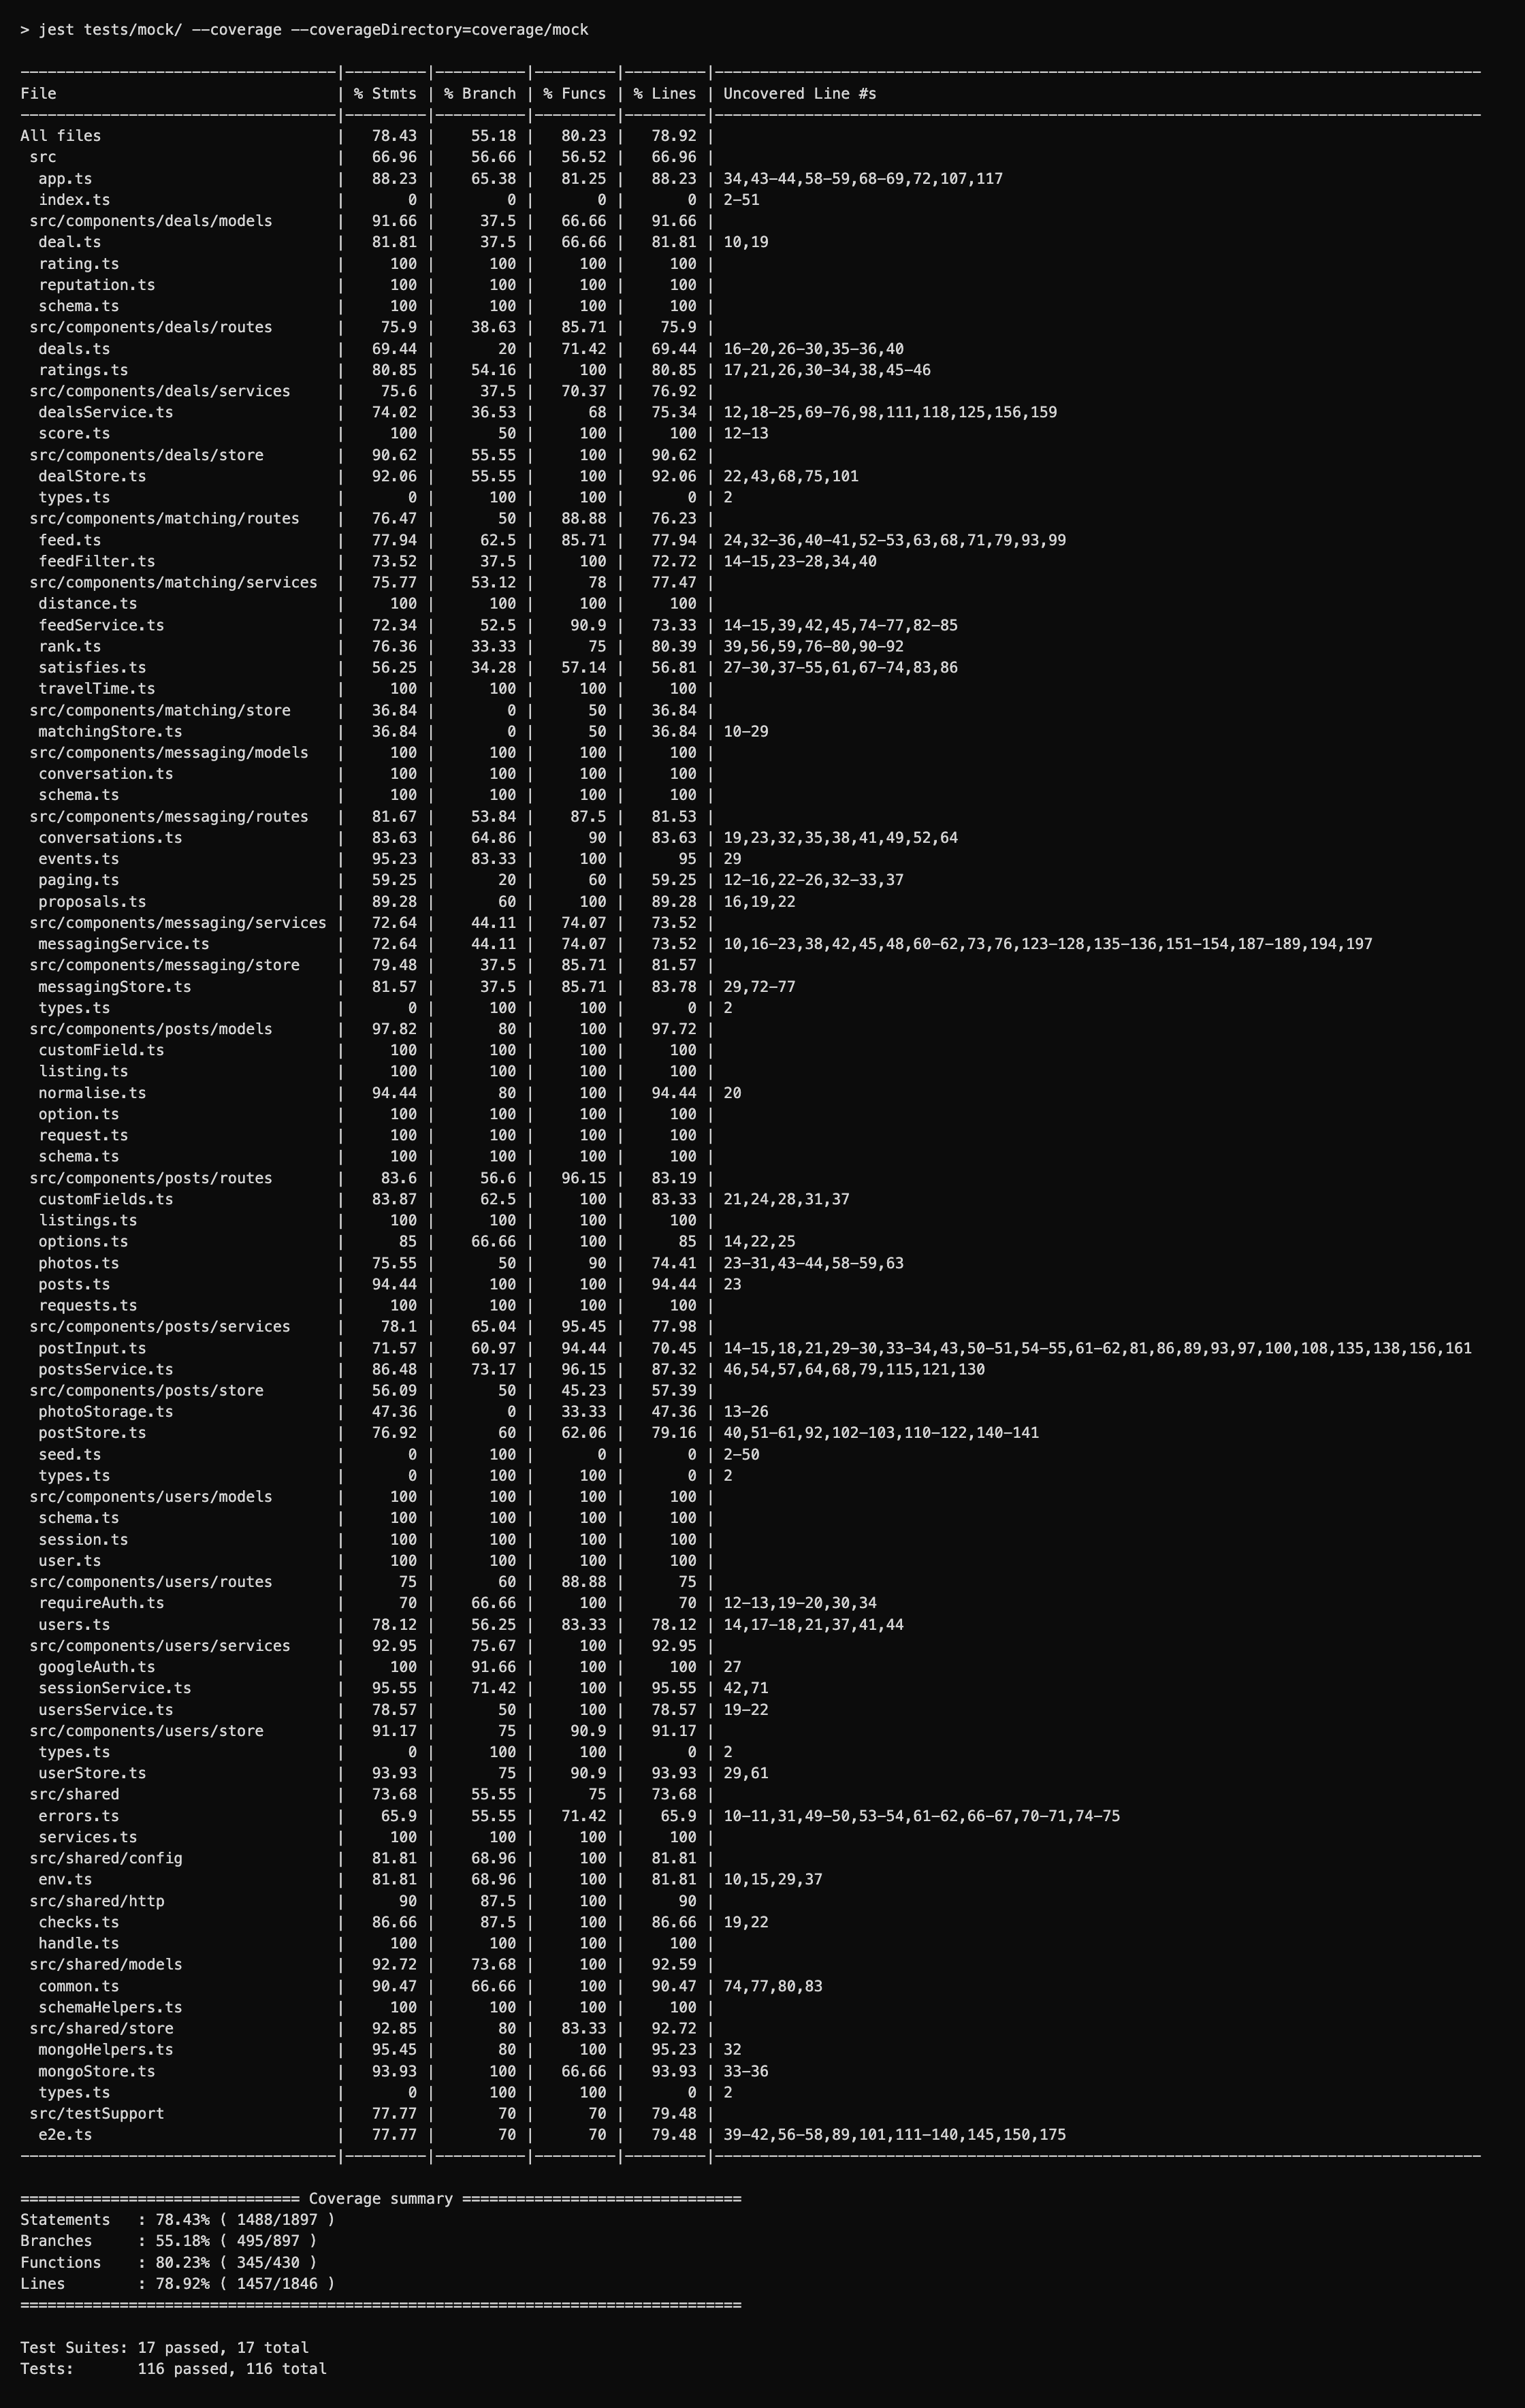 > jest tests/mock/ --coverage --coverageDirectory=coverage/mock
-----------------------------------|---------|----------|---------|---------|-------------------------------------------------------------------------------------
File                               | % Stmts | % Branch | % Funcs | % Lines | Uncovered Line #s
-----------------------------------|---------|----------|---------|---------|-------------------------------------------------------------------------------------
All files                          |   78.43 |    55.18 |   80.23 |   78.92 |
 src                               |   66.96 |    56.66 |   56.52 |   66.96 |
  app.ts                           |   88.23 |    65.38 |   81.25 |   88.23 | 34,43-44,58-59,68-69,72,107,117
  index.ts                         |       0 |        0 |       0 |       0 | 2-51
 src/components/deals/models       |   91.66 |     37.5 |   66.66 |   91.66 |
  deal.ts                          |   81.81 |     37.5 |   66.66 |   81.81 | 10,19
  rating.ts                        |     100 |      100 |     100 |     100 |
  reputation.ts                    |     100 |      100 |     100 |     100 |
  schema.ts                        |     100 |      100 |     100 |     100 |
 src/components/deals/routes       |    75.9 |    38.63 |   85.71 |    75.9 |
  deals.ts                         |   69.44 |       20 |   71.42 |   69.44 | 16-20,26-30,35-36,40
  ratings.ts                       |   80.85 |    54.16 |     100 |   80.85 | 17,21,26,30-34,38,45-46
 src/components/deals/services     |    75.6 |     37.5 |   70.37 |   76.92 |
  dealsService.ts                  |   74.02 |    36.53 |      68 |   75.34 | 12,18-25,69-76,98,111,118,125,156,159
  score.ts                         |     100 |       50 |     100 |     100 | 12-13
 src/components/deals/store        |   90.62 |    55.55 |     100 |   90.62 |
  dealStore.ts                     |   92.06 |    55.55 |     100 |   92.06 | 22,43,68,75,101
  types.ts                         |       0 |      100 |     100 |       0 | 2
 src/components/matching/routes    |   76.47 |       50 |   88.88 |   76.23 |
  feed.ts                          |   77.94 |     62.5 |   85.71 |   77.94 | 24,32-36,40-41,52-53,63,68,71,79,93,99
  feedFilter.ts                    |   73.52 |     37.5 |     100 |   72.72 | 14-15,23-28,34,40
 src/components/matching/services  |   75.77 |    53.12 |      78 |   77.47 |
  distance.ts                      |     100 |      100 |     100 |     100 |
  feedService.ts                   |   72.34 |     52.5 |    90.9 |   73.33 | 14-15,39,42,45,74-77,82-85
  rank.ts                          |   76.36 |    33.33 |      75 |   80.39 | 39,56,59,76-80,90-92
  satisfies.ts                     |   56.25 |    34.28 |   57.14 |   56.81 | 27-30,37-55,61,67-74,83,86
  travelTime.ts                    |     100 |      100 |     100 |     100 |
 src/components/matching/store     |   36.84 |        0 |      50 |   36.84 |
  matchingStore.ts                 |   36.84 |        0 |      50 |   36.84 | 10-29
 src/components/messaging/models   |     100 |      100 |     100 |     100 |
  conversation.ts                  |     100 |      100 |     100 |     100 |
  schema.ts                        |     100 |      100 |     100 |     100 |
 src/components/messaging/routes   |   81.67 |    53.84 |    87.5 |   81.53 |
  conversations.ts                 |   83.63 |    64.86 |      90 |   83.63 | 19,23,32,35,38,41,49,52,64
  events.ts                        |   95.23 |    83.33 |     100 |      95 | 29
  paging.ts                        |   59.25 |       20 |      60 |   59.25 | 12-16,22-26,32-33,37
  proposals.ts                     |   89.28 |       60 |     100 |   89.28 | 16,19,22
 src/components/messaging/services |   72.64 |    44.11 |   74.07 |   73.52 |
  messagingService.ts              |   72.64 |    44.11 |   74.07 |   73.52 | 10,16-23,38,42,45,48,60-62,73,76,123-128,135-136,151-154,187-189,194,197
 src/components/messaging/store    |   79.48 |     37.5 |   85.71 |   81.57 |
  messagingStore.ts                |   81.57 |     37.5 |   85.71 |   83.78 | 29,72-77
  types.ts                         |       0 |      100 |     100 |       0 | 2
 src/components/posts/models       |   97.82 |       80 |     100 |   97.72 |
  customField.ts                   |     100 |      100 |     100 |     100 |
  listing.ts                       |     100 |      100 |     100 |     100 |
  normalise.ts                     |   94.44 |       80 |     100 |   94.44 | 20
  option.ts                        |     100 |      100 |     100 |     100 |
  request.ts                       |     100 |      100 |     100 |     100 |
  schema.ts                        |     100 |      100 |     100 |     100 |
 src/components/posts/routes       |    83.6 |     56.6 |   96.15 |   83.19 |
  customFields.ts                  |   83.87 |     62.5 |     100 |   83.33 | 21,24,28,31,37
  listings.ts                      |     100 |      100 |     100 |     100 |
  options.ts                       |      85 |    66.66 |     100 |      85 | 14,22,25
  photos.ts                        |   75.55 |       50 |      90 |   74.41 | 23-31,43-44,58-59,63
  posts.ts                         |   94.44 |      100 |     100 |   94.44 | 23
  requests.ts                      |     100 |      100 |     100 |     100 |
 src/components/posts/services     |    78.1 |    65.04 |   95.45 |   77.98 |
  postInput.ts                     |   71.57 |    60.97 |   94.44 |   70.45 | 14-15,18,21,29-30,33-34,43,50-51,54-55,61-62,81,86,89,93,97,100,108,135,138,156,161
  postsService.ts                  |   86.48 |    73.17 |   96.15 |   87.32 | 46,54,57,64,68,79,115,121,130
 src/components/posts/store        |   56.09 |       50 |   45.23 |   57.39 |
  photoStorage.ts                  |   47.36 |        0 |   33.33 |   47.36 | 13-26
  postStore.ts                     |   76.92 |       60 |   62.06 |   79.16 | 40,51-61,92,102-103,110-122,140-141
  seed.ts                          |       0 |      100 |       0 |       0 | 2-50
  types.ts                         |       0 |      100 |     100 |       0 | 2
 src/components/users/models       |     100 |      100 |     100 |     100 |
  schema.ts                        |     100 |      100 |     100 |     100 |
  session.ts                       |     100 |      100 |     100 |     100 |
  user.ts                          |     100 |      100 |     100 |     100 |
 src/components/users/routes       |      75 |       60 |   88.88 |      75 |
  requireAuth.ts                   |      70 |    66.66 |     100 |      70 | 12-13,19-20,30,34
  users.ts                         |   78.12 |    56.25 |   83.33 |   78.12 | 14,17-18,21,37,41,44
 src/components/users/services     |   92.95 |    75.67 |     100 |   92.95 |
  googleAuth.ts                    |     100 |    91.66 |     100 |     100 | 27
  sessionService.ts                |   95.55 |    71.42 |     100 |   95.55 | 42,71
  usersService.ts                  |   78.57 |       50 |     100 |   78.57 | 19-22
 src/components/users/store        |   91.17 |       75 |    90.9 |   91.17 |
  types.ts                         |       0 |      100 |     100 |       0 | 2
  userStore.ts                     |   93.93 |       75 |    90.9 |   93.93 | 29,61
 src/shared                        |   73.68 |    55.55 |      75 |   73.68 |
  errors.ts                        |    65.9 |    55.55 |   71.42 |    65.9 | 10-11,31,49-50,53-54,61-62,66-67,70-71,74-75
  services.ts                      |     100 |      100 |     100 |     100 |
 src/shared/config                 |   81.81 |    68.96 |     100 |   81.81 |
  env.ts                           |   81.81 |    68.96 |     100 |   81.81 | 10,15,29,37
 src/shared/http                   |      90 |     87.5 |     100 |      90 |
  checks.ts                        |   86.66 |     87.5 |     100 |   86.66 | 19,22
  handle.ts                        |     100 |      100 |     100 |     100 |
 src/shared/models                 |   92.72 |    73.68 |     100 |   92.59 |
  common.ts                        |   90.47 |    66.66 |     100 |   90.47 | 74,77,80,83
  schemaHelpers.ts                 |     100 |      100 |     100 |     100 |
 src/shared/store                  |   92.85 |       80 |   83.33 |   92.72 |
  mongoHelpers.ts                  |   95.45 |       80 |     100 |   95.23 | 32
  mongoStore.ts                    |   93.93 |      100 |   66.66 |   93.93 | 33-36
  types.ts                         |       0 |      100 |     100 |       0 | 2
 src/testSupport                   |   77.77 |       70 |      70 |   79.48 |
  e2e.ts                           |   77.77 |       70 |      70 |   79.48 | 39-42,56-58,89,101,111-140,145,150,175
-----------------------------------|---------|----------|---------|---------|-------------------------------------------------------------------------------------
=============================== Coverage summary ===============================
Statements   : 78.43% ( 1488/1897 )
Branches     : 55.18% ( 495/897 )
Functions    : 80.23% ( 345/430 )
Lines        : 78.92% ( 1457/1846 )
================================================================================
Test Suites: 17 passed, 17 total
Tests:       116 passed, 116 total